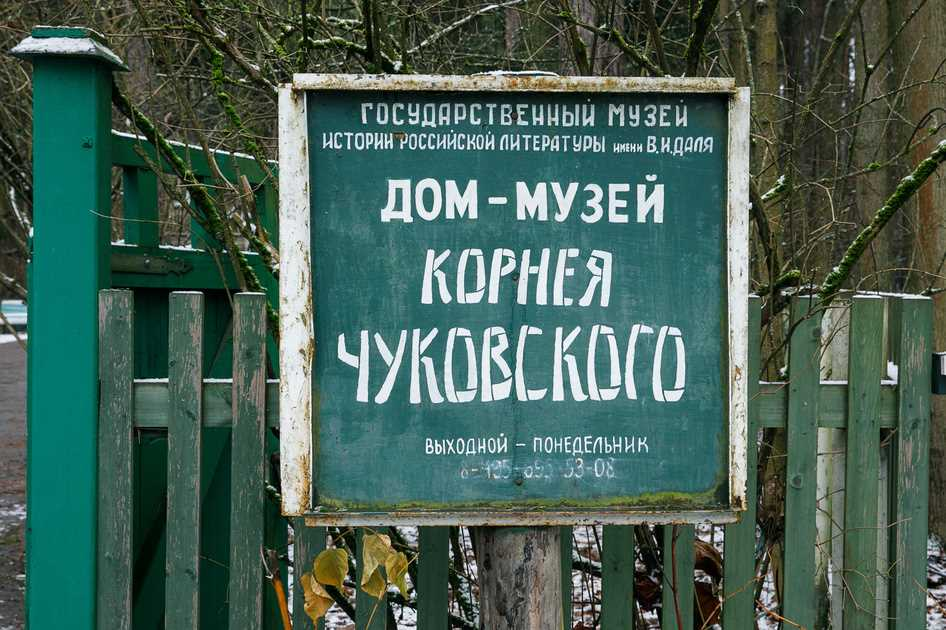 ГОСУДАРСТВЕННЫЙ МУЗЕЙ
ИСТОРИИ РОССИЙСКОЙ ЛИТЕРАТУРЫ ИМЕНИ В.И.ДАЛЯ
ДОМ-МУЗЕЙ
КОРНЕЯ
ЧУКОВСКОГО
ВЫХОДНОЙ - ПОНЕДЕЛЬНИК